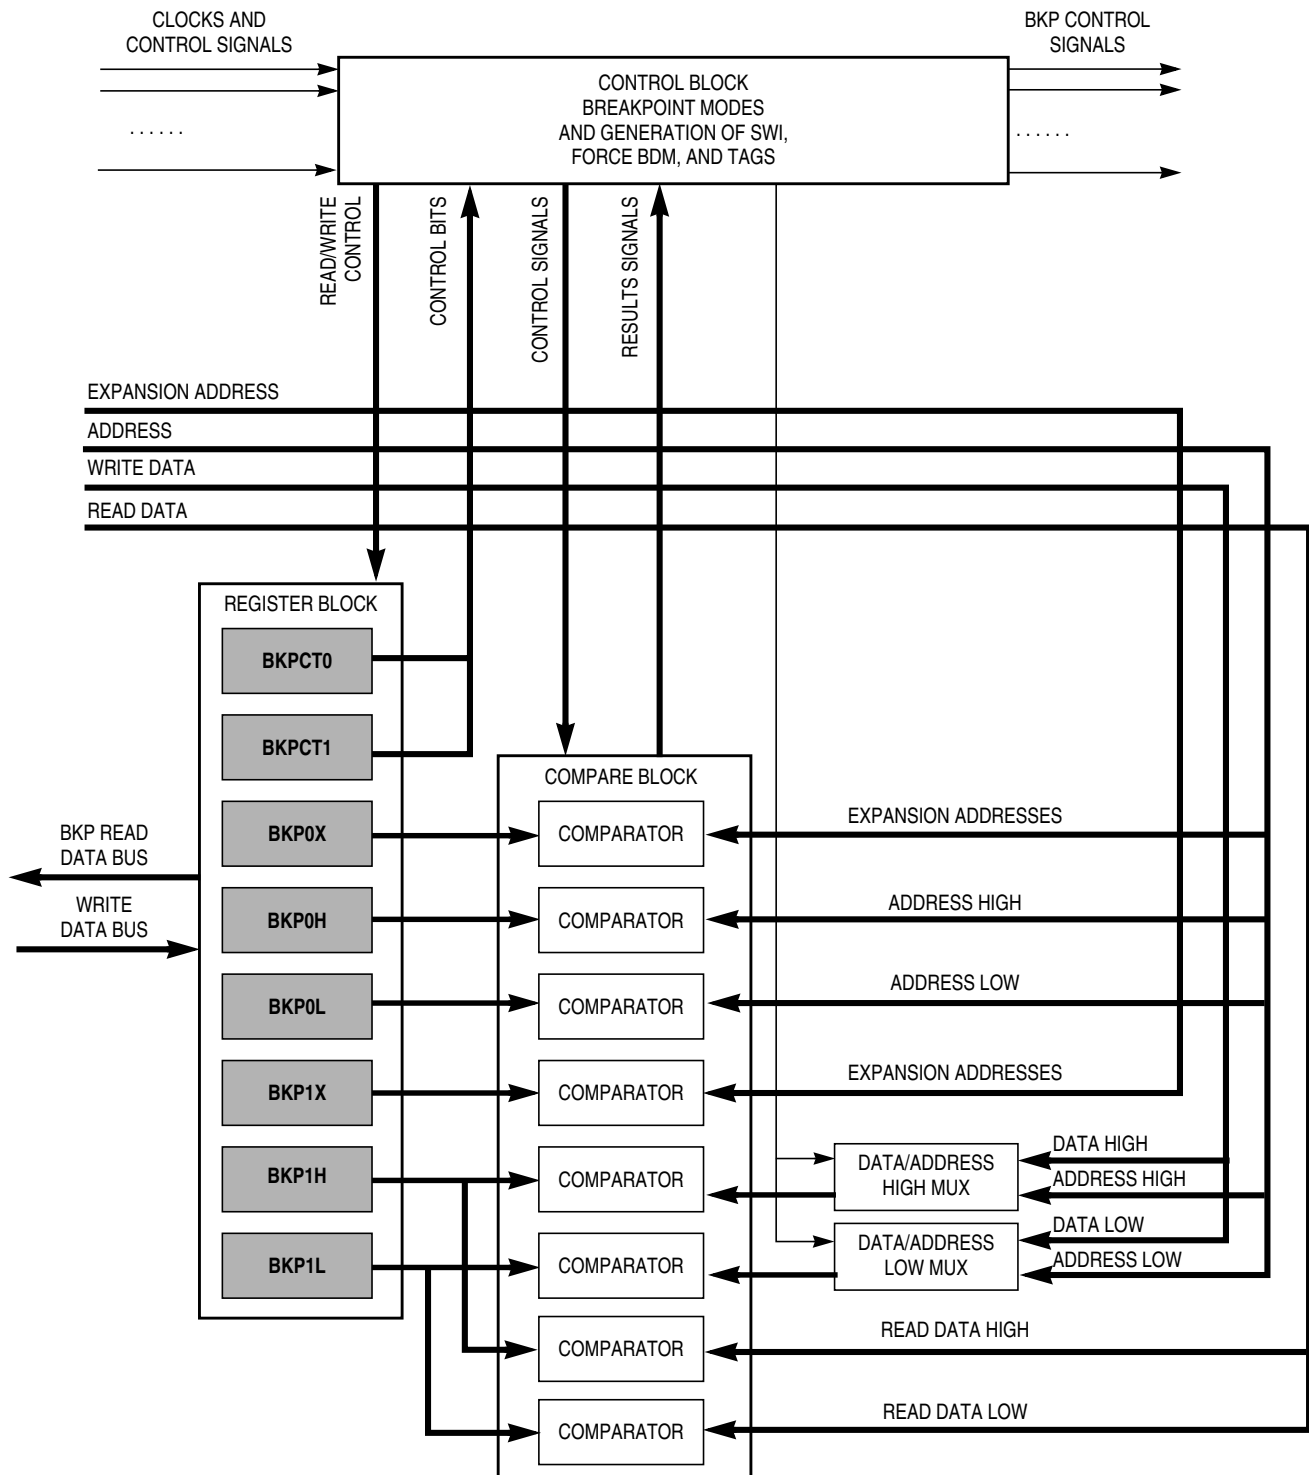 CLOCKS AND
CONTROL SIGNALS
BKP CONTROL
SIGNALS
CONTROL BLOCK
BREAKPOINT MODES
AND GENERATION OF SWI,
FORCE BDM, AND TAGS
. . . . . .
. . . . . .
READ/WRITE
CONTROL
CONTROL BITS
CONTROL SIGNALS
RESULTS SIGNALS
EXPANSION ADDRESS
ADDRESS
WRITE DATA
READ DATA
REGISTER BLOCK
BKPCT0
BKPCT1
COMPARE BLOCK
BKP READ
DATA BUS
WRITE
DATA BUS
BKP0X
COMPARATOR
EXPANSION ADDRESSES
BKP0H
COMPARATOR
ADDRESS HIGH
BKP0L
COMPARATOR
ADDRESS LOW
BKP1X
COMPARATOR
EXPANSION ADDRESSES
BKP1H
COMPARATOR
DATA/ADDRESS
HIGH MUX
DATA HIGH
ADDRESS HIGH
BKP1L
COMPARATOR
DATA/ADDRESS
LOW MUX
DATA LOW
ADDRESS LOW
COMPARATOR
READ DATA HIGH
COMPARATOR
READ DATA LOW